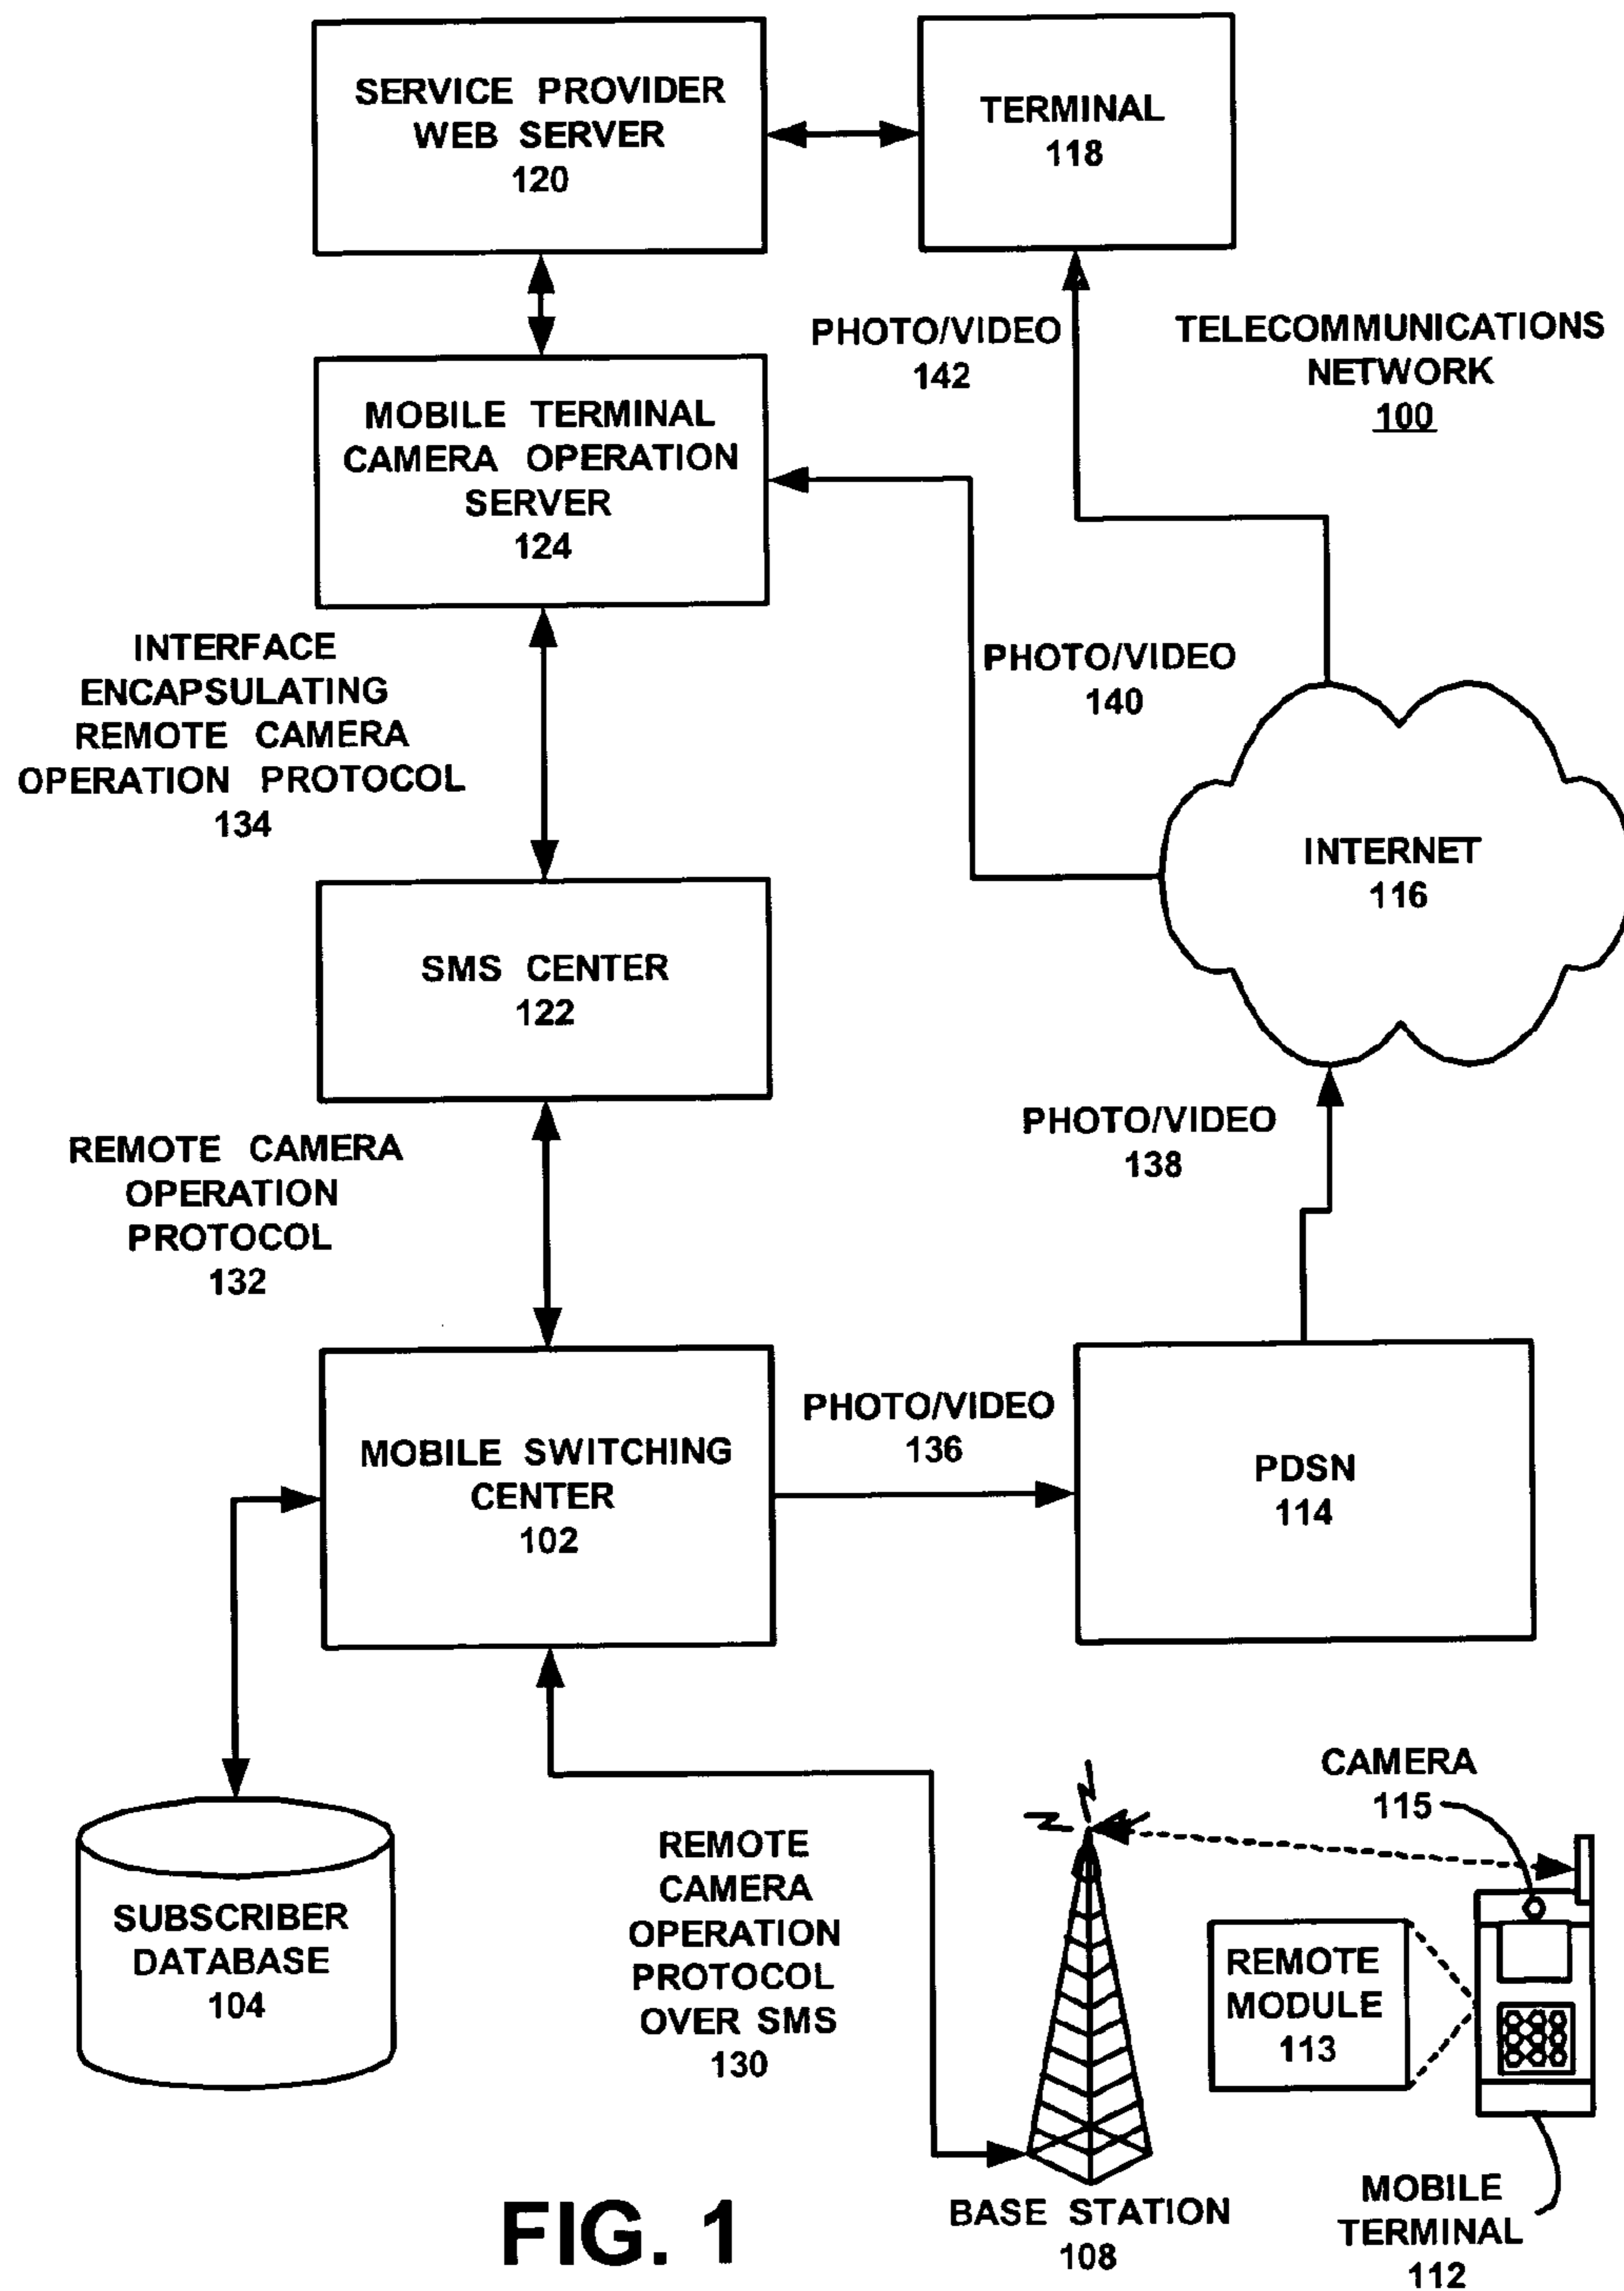 SERVICE PROVIDER
WEB SERVER
120
TERMINAL
118
PHOTO/VIDEO
142
TELECOMMUNICATIONS
NETWORK
100
MOBILE TERMINAL
CAMERA OPERATION
SERVER
124
INTERFACE
ENCAPSULATING
REMOTE CAMERA
OPERATION PROTOCOL
134
PHOTO/VIDEO
140
INTERNET
116
SMS CENTER
122
PHOTO/VIDEO
138
REMOTE CAMERA
OPERATION
PROTOCOL
132
MOBILE SWITCHING
CENTER
102
PHOTO/VIDEO
136
PDSN
114
CAMERA
115
SUBSCRIBER
DATABASE
104
REMOTE
CAMERA
OPERATION
PROTOCOL
OVER SMS
130
REMOTE
MODULE
113
BASE STATION
108
MOBILE
TERMINAL
112
FIG. 1